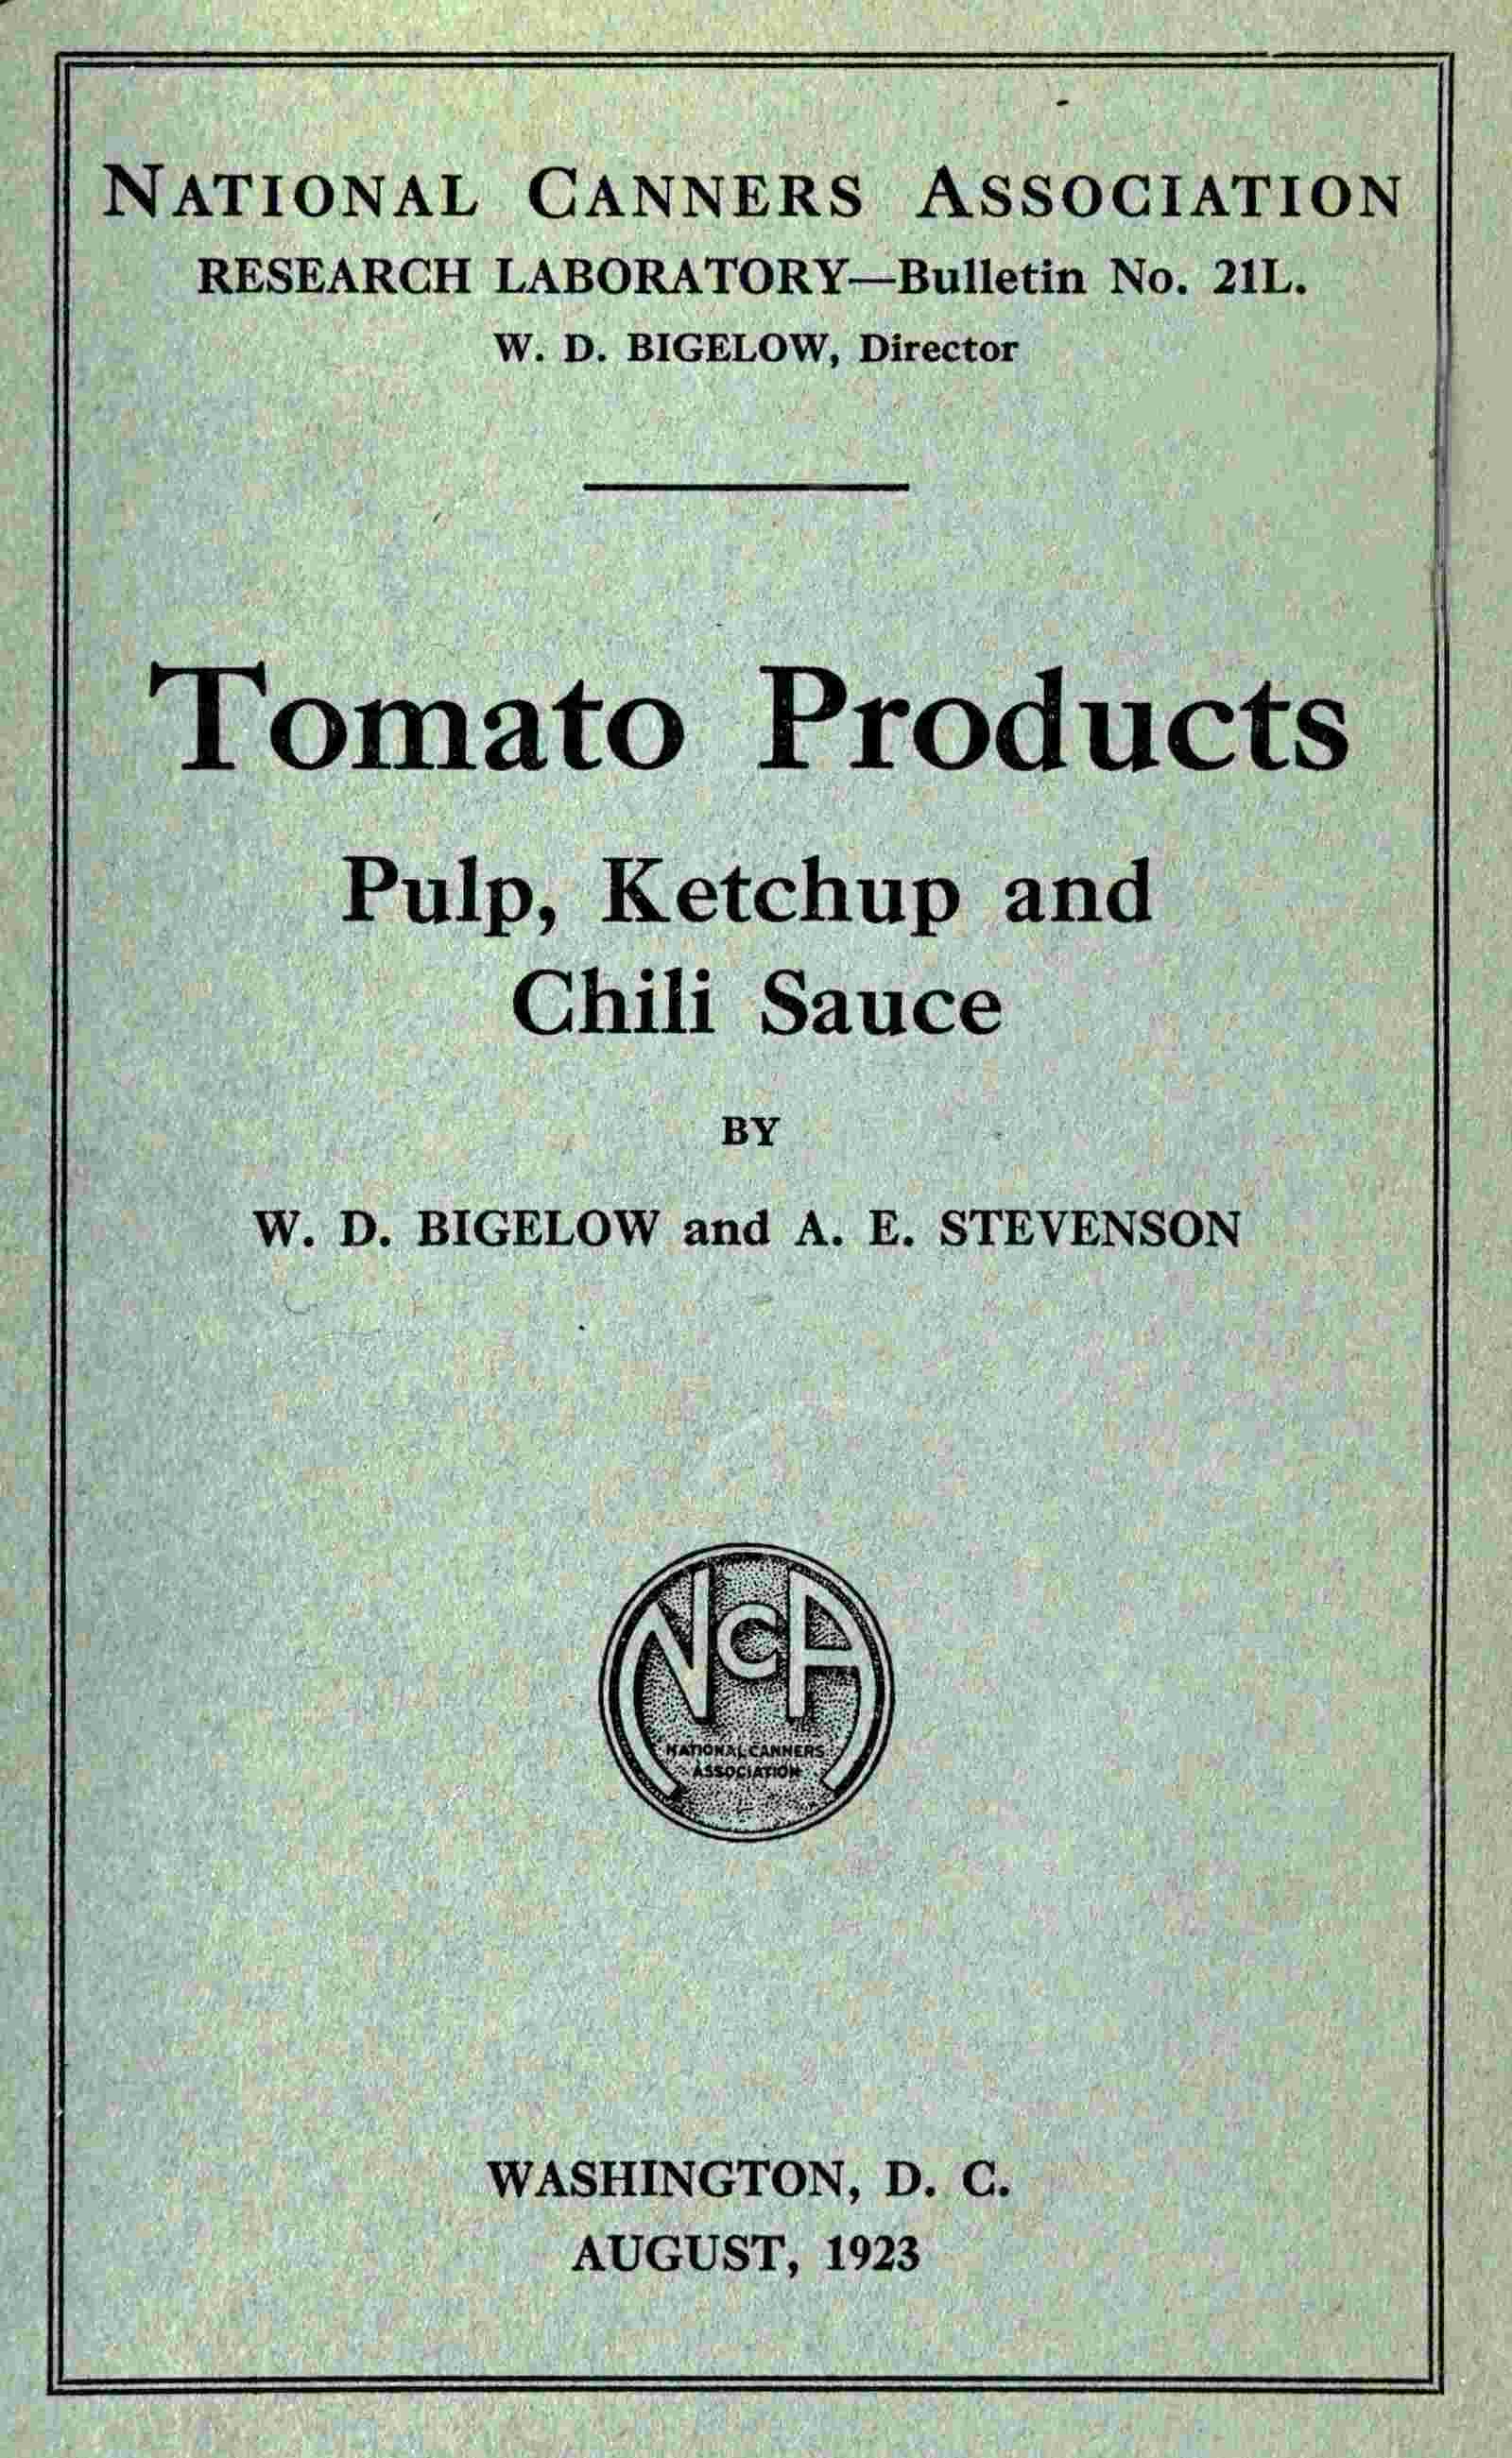 NATIONAL CANNERS ASSOCIATION
RESEARCH LABORATORY—Bulletin No. 21L.
W. D. BIGELOW, Director
Tomato Products
Pulp, Ketchup and
Chili Sauce
BY
W. D. BIGELOW and A. E. STEVENSON
NCA
NATIONAL CANNERS
ASSOCIATION
WASHINGTON, D. C.
AUGUST, 1923